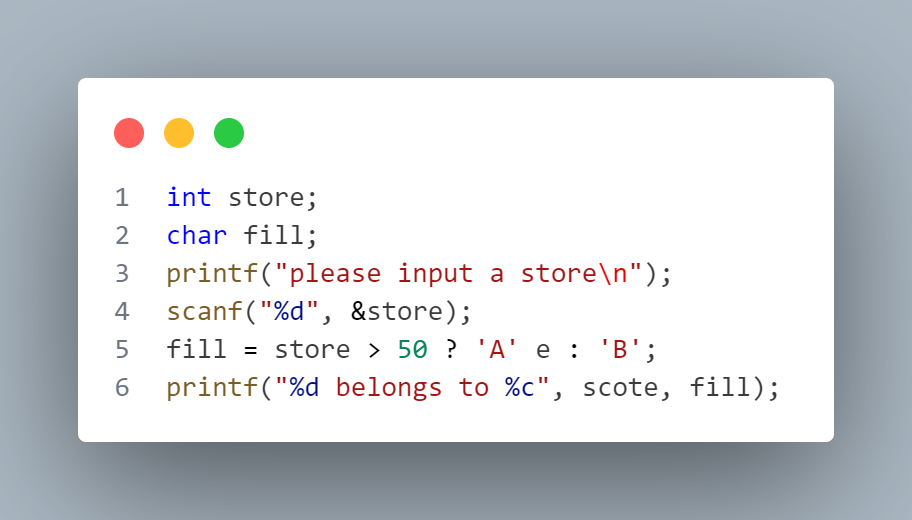 1 int store;
2 char fill;
3 printf("please input a store\n");
4 scanf("%d", &store);
5 fill = store > 50 ? 'A' e : 'B';
6 printf("%d belongs to %c", scote, fill);